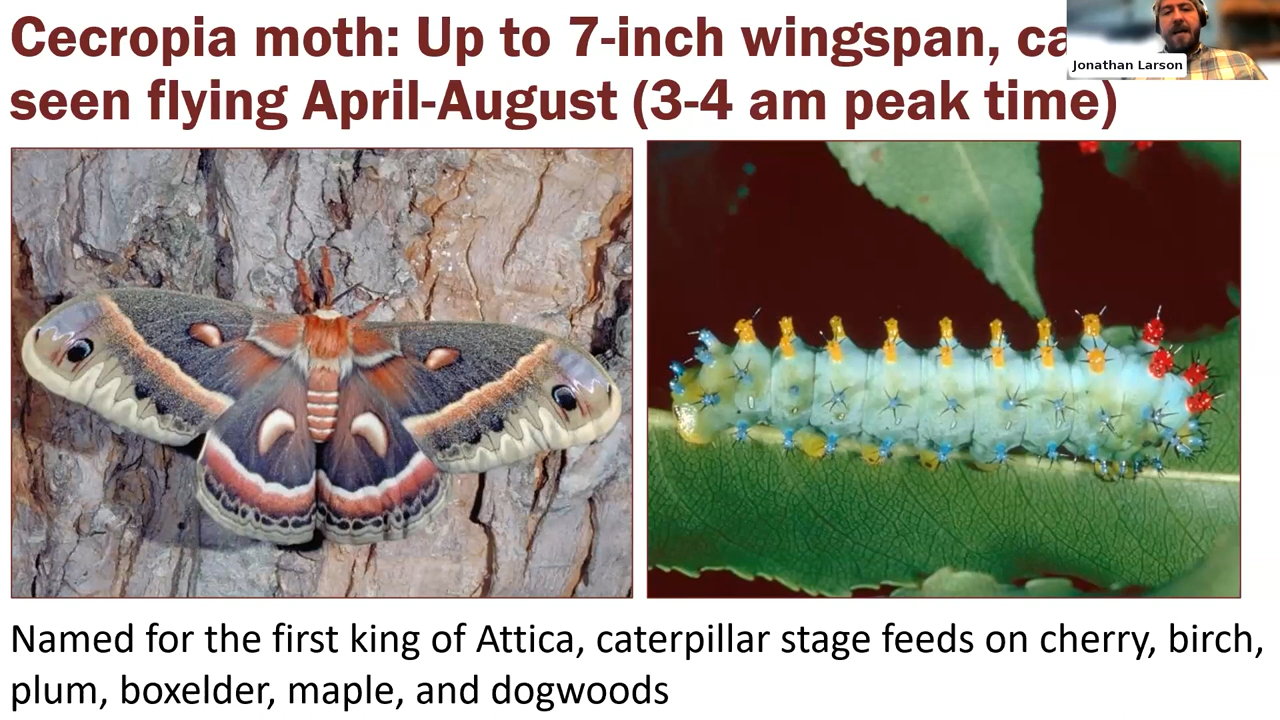 Cecropia moth: Up to 7-inch wingspan,
Jonathan Larson
seen flying April-August (3-4 am peak time)
Named for the first king of Attica, caterpillar stage feeds on cherry, birch,
plum, boxelder, maple, and dogwoods